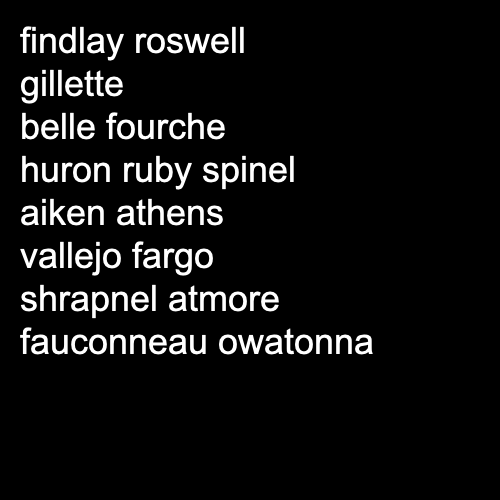 findlay roswell
gillette
belle fourche
huron ruby spinel
aiken athens
vallejo fargo
shrapnel atmore
fauconneau owatonna